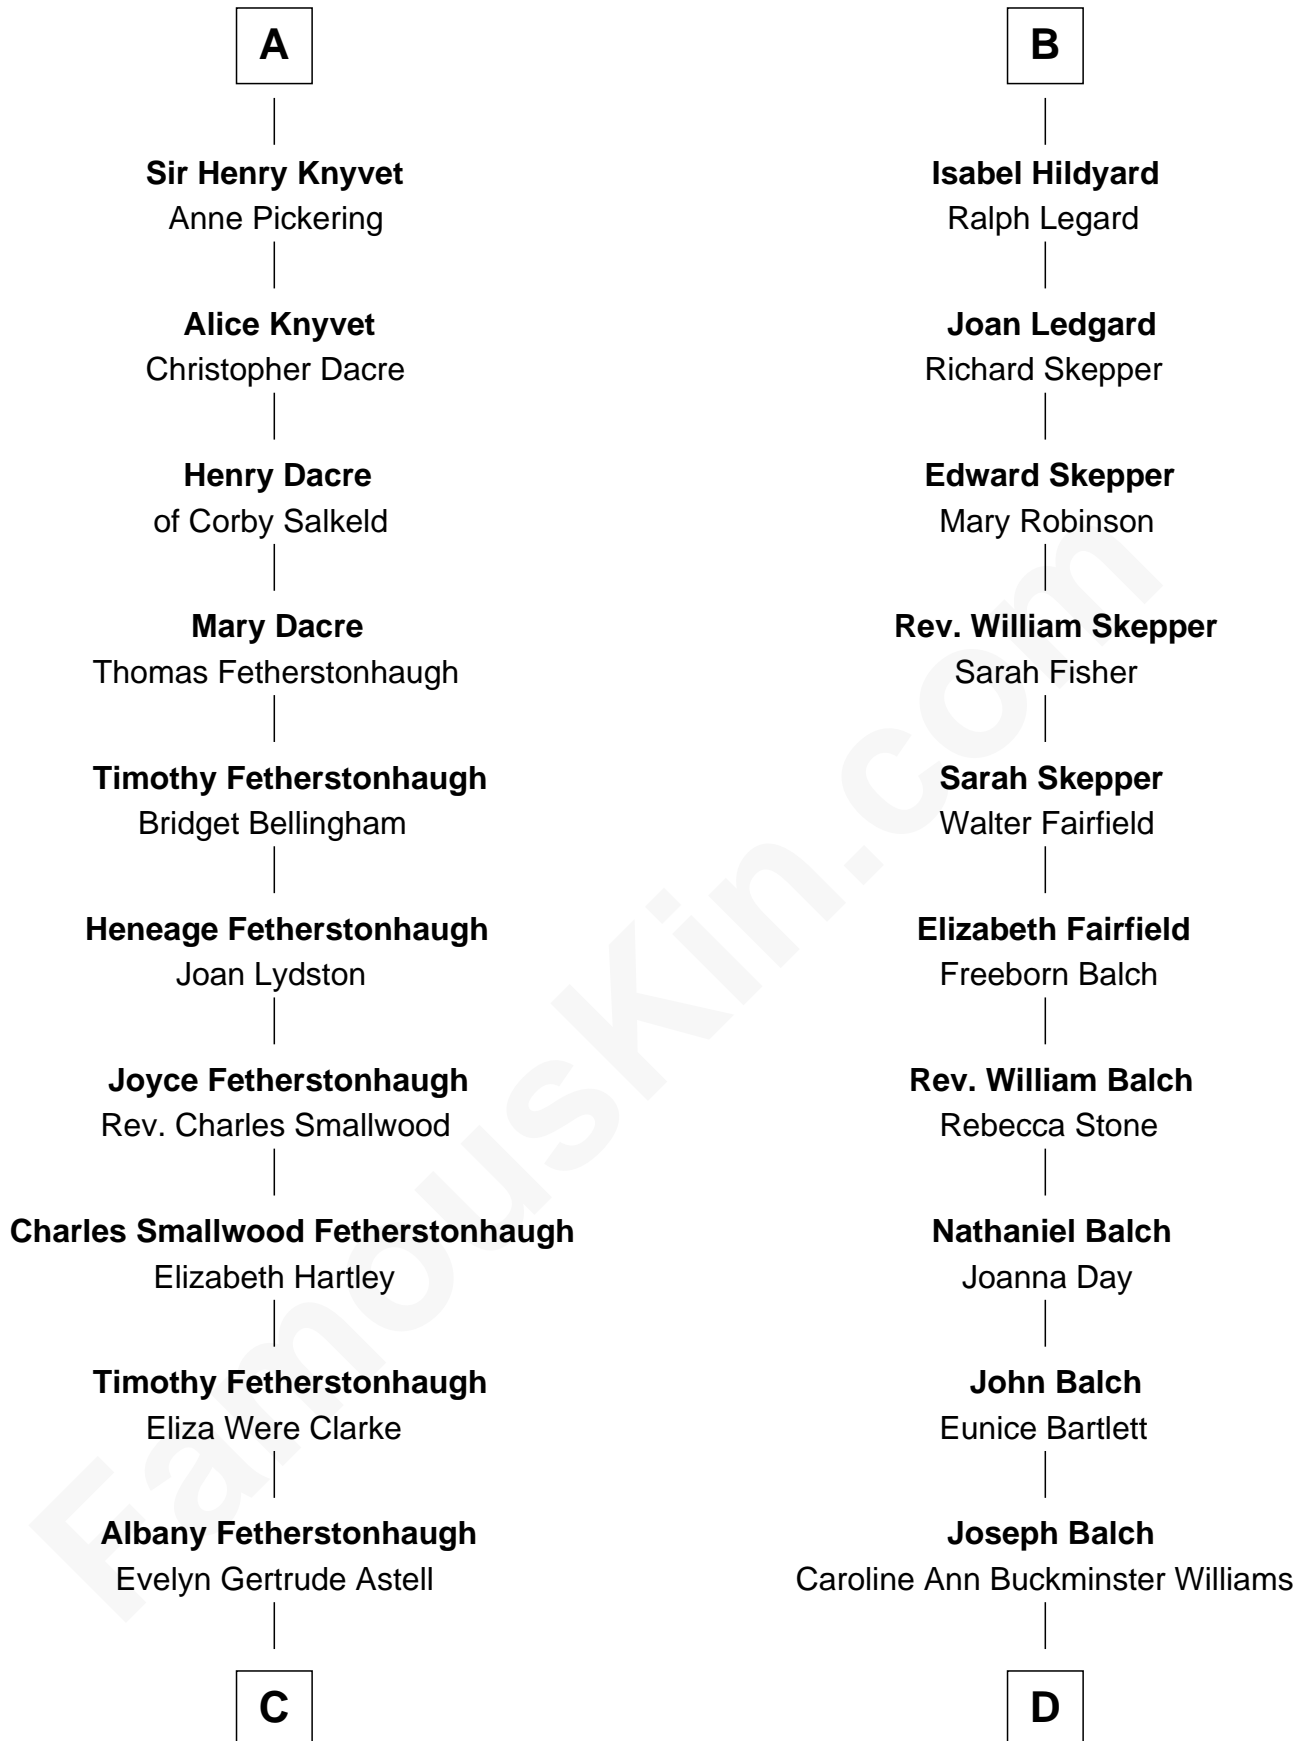 A
Sir Henry Knyvet
Anne Pickering
Alice Knyvet
Christopher Dacre
Henry Dacre
of Corby Salkeld
Mary Dacre
Thomas Fetherstonhaugh
Timothy Fetherstonhaugh
Bridget Bellingham
Heneage Fetherstonhaugh
Joan Lydston
Joyce Fetherstonhaugh
Rev. Charles Smallwood
Charles Smallwood Fetherstonhaugh
Elizabeth Hartley
Timothy Fetherstonhaugh
Eliza Were Clarke
Albany Fetherstonhaugh
Evelyn Gertrude Astell
C
B
Isabel Hildyard
Ralph Legard
Joan Ledgard
Richard Skepper
Edward Skepper
Mary Robinson
Rev. William Skepper
Sarah Fisher
Sarah Skepper
Walter Fairfield
Elizabeth Fairfield
Freeborn Balch
Rev. William Balch
Rebecca Stone
Nathaniel Balch
Joanna Day
John Balch
Eunice Bartlett
Joseph Balch
Caroline Ann Buckminster Williams
D
FamousKin.com